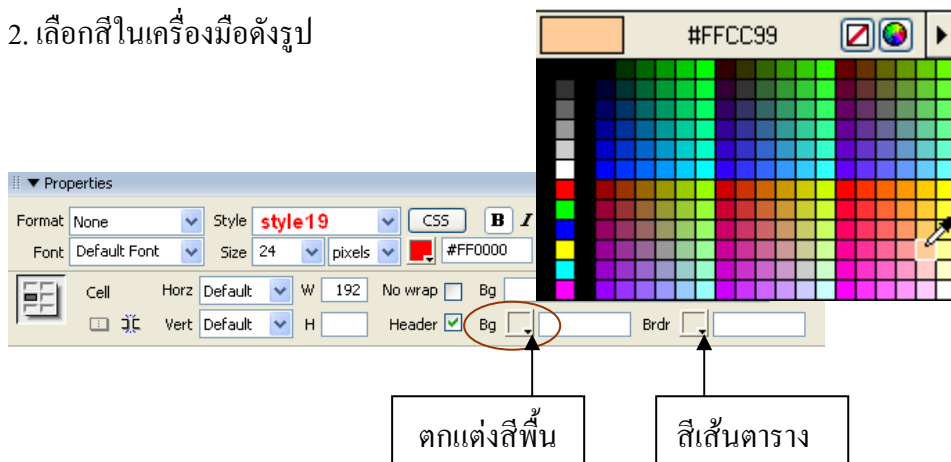 2. เลือกสีในเครื่องมือดังรูป
#FFCC99
Properties
Format None Style style19 CSS B I
Font Default Font Size 24 pixels #FF0000
Cell Horz Default W 192 No wrap Bg
Vert Default H Header Bg Brdr
ตกแต่งสีพื้น สีเส้นตาราง